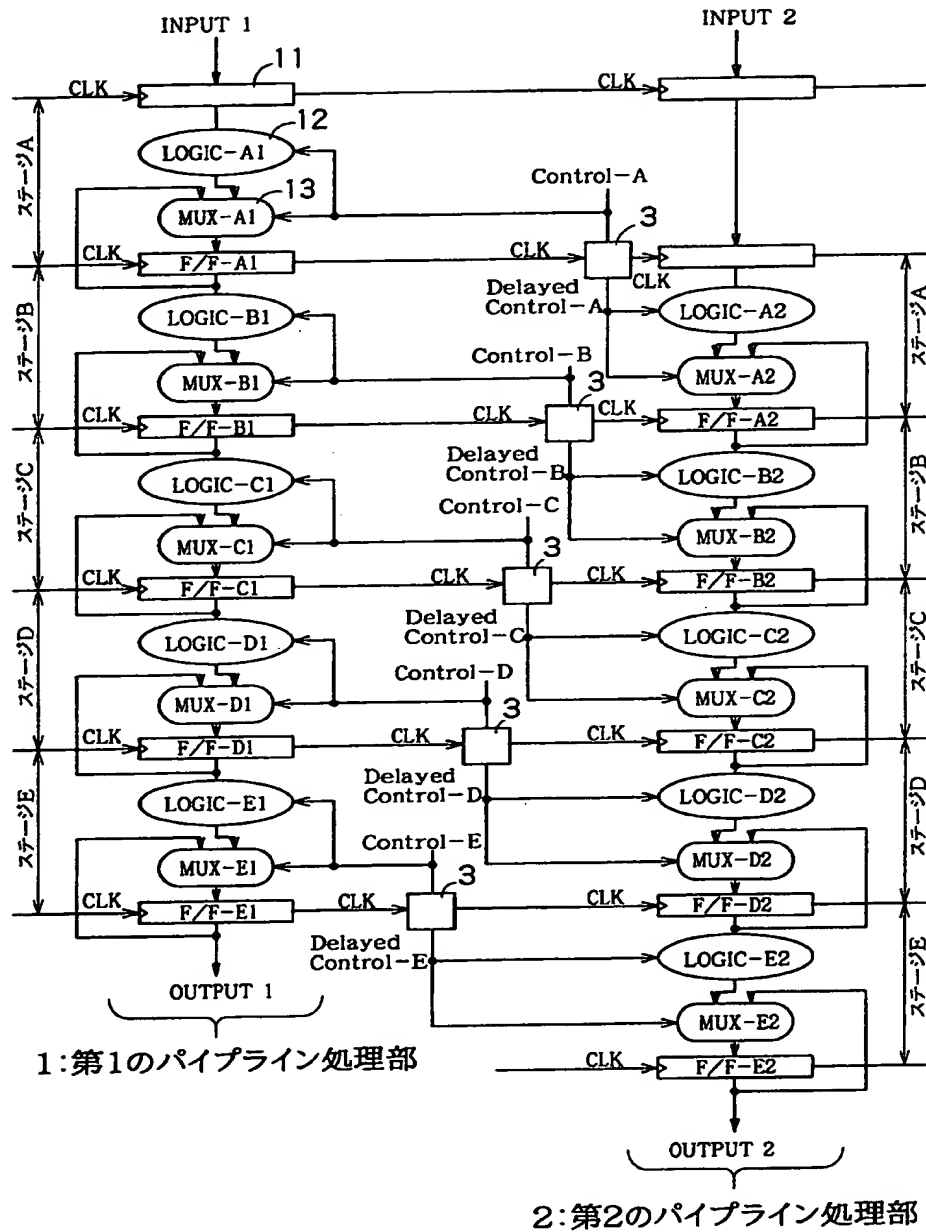 INPUT 1
INPUT 2
11
CLK
CLK
12
LOGIC-A1
ステージA
Control-A
13
MUX-A1
3
CLK
F/F-A1
CLK
CLK
Delayed
Control-A
LOGIC-A2
ステージA
LOGIC-B1
ステージB
Control-B
MUX-A2
MUX-B1
3
CLK
F/F-B1
CLK
CLK
F/F-A2
Delayed
Control-B
LOGIC-B2
ステージB
LOGIC-C1
ステージC
Control-C
MUX-B2
MUX-C1
3
CLK
F/F-C1
CLK
CLK
F/F-B2
Delayed
Control-C
LOGIC-C2
ステージC
LOGIC-D1
ステージD
Control-D
MUX-C2
MUX-D1
3
CLK
F/F-D1
CLK
CLK
F/F-C2
Delayed
Control-D
LOGIC-D2
ステージD
LOGIC-E1
ステージE
Control-E
MUX-D2
MUX-E1
3
CLK
F/F-E1
CLK
CLK
F/F-D2
Delayed
Control-E
LOGIC-E2
ステージE
OUTPUT 1
MUX-E2
1:第1のパイプライン処理部
CLK
F/F-E2
OUTPUT 2
2:第2のパイプライン処理部